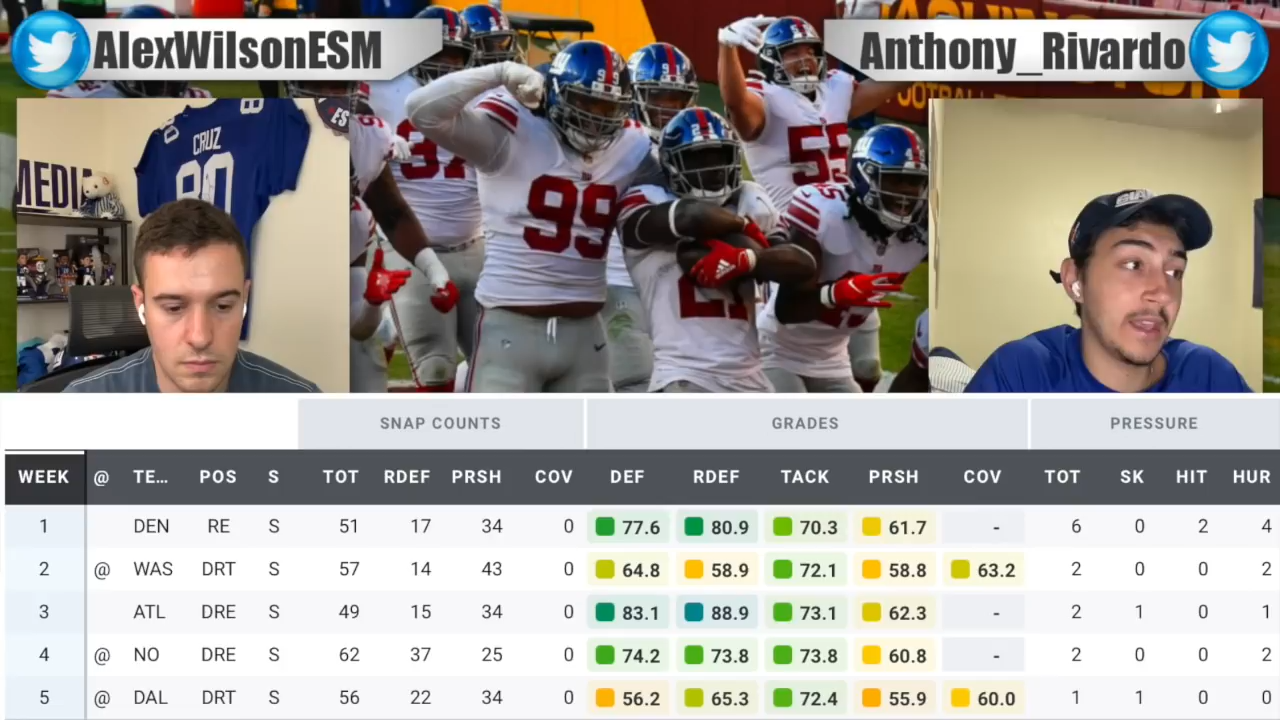 AlexWilsonESM
Anthony_Rivardo
CRUZ
80
MEDIA
ES
99
55
SNAP COUNTS GRADES PRESSURE
WEEK @ TE... POS S TOT RDEF PRSH COV DEF RDEF TACK PRSH COV TOT SK HIT HUR
1 DEN RE S 51 17 34 0 77.6 80.9 70.3 61.7 - 6 0 2 4
2 @ WAS DRT S 57 14 43 0 64.8 58.9 72.1 58.8 63.2 2 0 0 2
3 ATL DRE S 49 15 34 0 83.1 88.9 73.1 62.3 - 2 1 0 1
4 @ NO DRE S 62 37 25 0 74.2 73.8 73.8 60.8 - 2 0 0 2
5 @ DAL DRT S 56 22 34 0 56.2 65.3 72.4 55.9 60.0 1 1 0 0